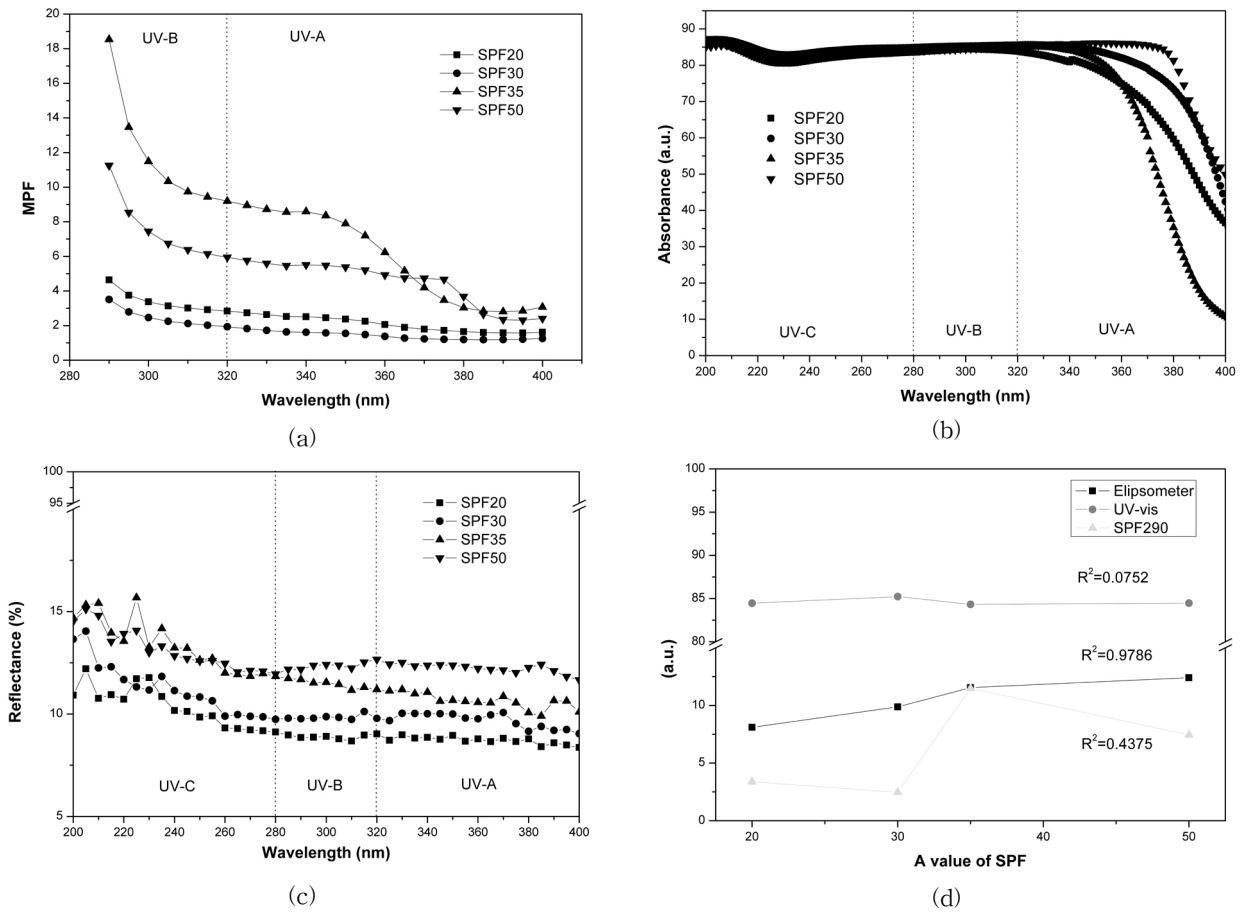 20
18
16
14
12
10
8
6
4
2
0
MPF
UV-B
UV-A
SPF20
SPF30
SPF35
SPF50
280
300
320
340
360
380
400
Wavelength (nm)
(a)
90
80
70
60
50
40
30
20
10
0
Absorbance (a.u.)
SPF20
SPF30
SPF35
SPF50
UV-C
UV-B
UV-A
200
220
240
260
280
300
320
340
360
380
400
Wavelength (nm)
(b)
100
95
15
10
5
Reflectance (%)
SPF20
SPF30
SPF35
SPF50
UV-C
UV-B
UV-A
200
220
240
260
280
300
320
340
360
380
400
Wavelength (nm)
(c)
100
95
90
85
80
10
5
0
(a.u.)
Elipsometer
UV-vis
SPF290
R²=0.0752
R²=0.9786
R²=0.4375
20
30
40
50
A value of SPF
(d)